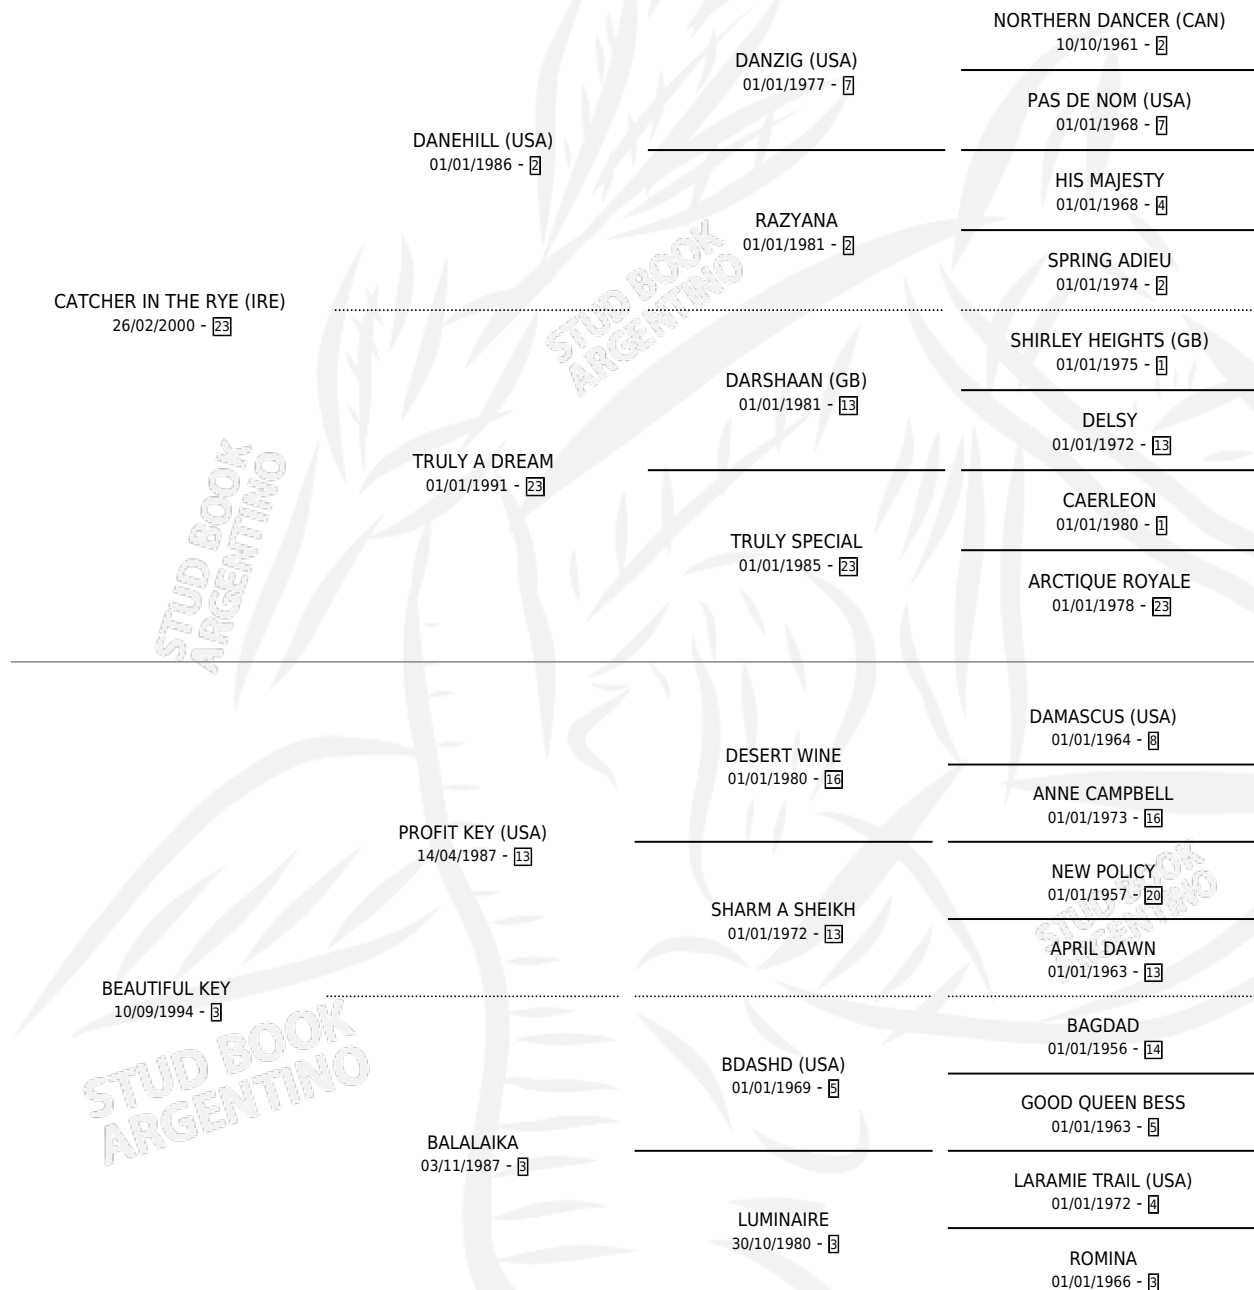 NORTHERN DANCER (CAN)
10/10/1961 - 2
DANZIG (USA)
01/01/1977 - 7
PAS DE NOM (USA)
01/01/1968 - 7
DANEHILL (USA)
01/01/1986 - 2
HIS MAJESTY
01/01/1968 - 4
RAZYANA
01/01/1981 - 2
SPRING ADIEU
01/01/1974 - 2
CATCHER IN THE RYE (IRE)
26/02/2000 - 23
SHIRLEY HEIGHTS (GB)
01/01/1975 - 1
DARSHAAN (GB)
01/01/1981 - 13
DELSY
01/01/1972 - 13
TRULY A DREAM
01/01/1991 - 23
CAERLEON
01/01/1980 - 1
TRULY SPECIAL
01/01/1985 - 23
ARCTIQUE ROYALE
01/01/1978 - 23
DAMASCUS (USA)
01/01/1964 - 8
DESERT WINE
01/01/1980 - 16
ANNE CAMPBELL
01/01/1973 - 16
PROFIT KEY (USA)
14/04/1987 - 13
NEW POLICY
01/01/1957 - 20
SHARM A SHEIKH
01/01/1972 - 13
APRIL DAWN
01/01/1963 - 13
BEAUTIFUL KEY
10/09/1994 - 3
BAGDAD
01/01/1956 - 14
BDASHD (USA)
01/01/1969 - 5
GOOD QUEEN BESS
01/01/1963 - 5
BALALAIKA
03/11/1987 - 3
LARAMIE TRAIL (USA)
01/01/1972 - 4
LUMINAIRE
30/10/1980 - 3
ROMINA
01/01/1966 - 3
STUD BOOK
ARGENTINO
STUD BOOK
ARGENTINO
STUD BOOK
ARGENTINO
STUD BOOK
ARGENTINO